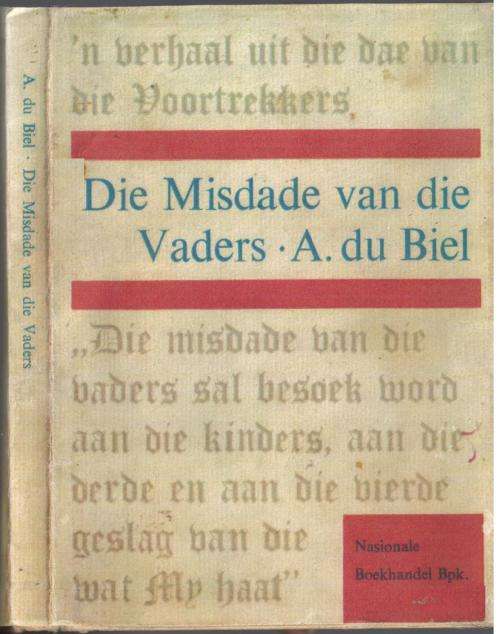 'n verhaal uit die dae van
die Voortrekkers
Die Misdade van die
Vaders · A. du Biel
„Die misdade van die
vaders sal besoek word
aan die kinders, aan die
derde en aan die vierde
geslag van die
wat My haat”
Nasionale
Boekhandel Bpk.
A. du Biel · Die Misdade van die Vaders